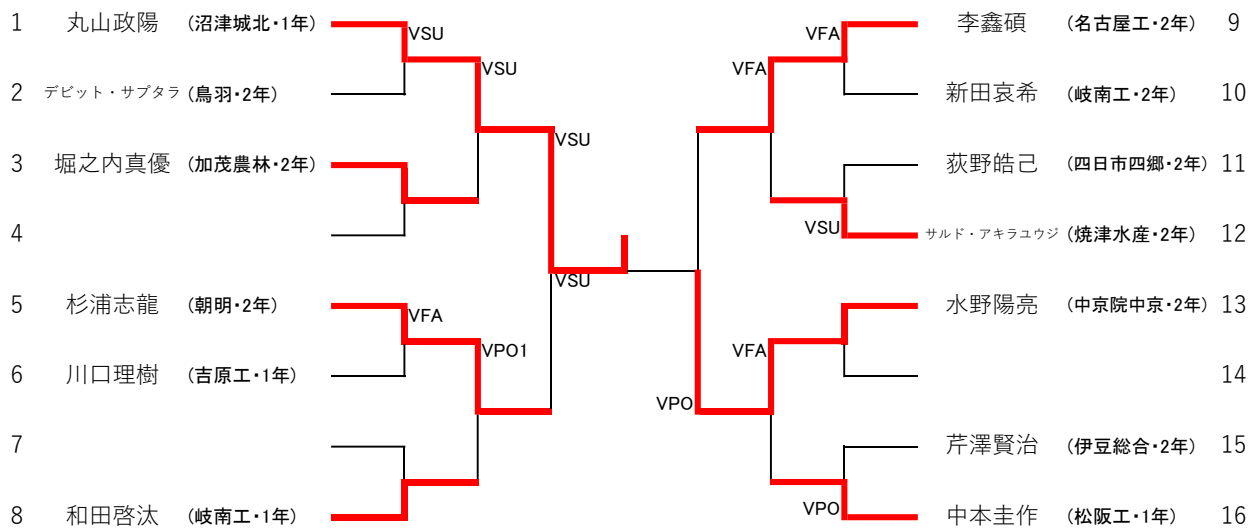 1 丸山政陽 (沼津城北・1年)
VSU
2 デビット・サプタラ (鳥羽・2年)
VSU
3 堀之内真優 (加茂農林・2年)
VSU
4
VSU
5 杉浦志龍 (朝明・2年)
VFA
6 川口理樹 (吉原工・1年)
VPO1
7
8 和田啓汰 (岐南工・1年)
VFA
李鑫碩 (名古屋工・2年) 9
VFA
新田哀希 (岐南工・2年) 10
荻野皓己 (四日市四郷・2年) 11
VSU
サルド・アキラユウジ (焼津水産・2年) 12
水野陽亮 (中京院中京・2年) 13
VFA
14
VPO
芹澤賢治 (伊豆総合・2年) 15
VPO
中本圭作 (松阪工・1年) 16